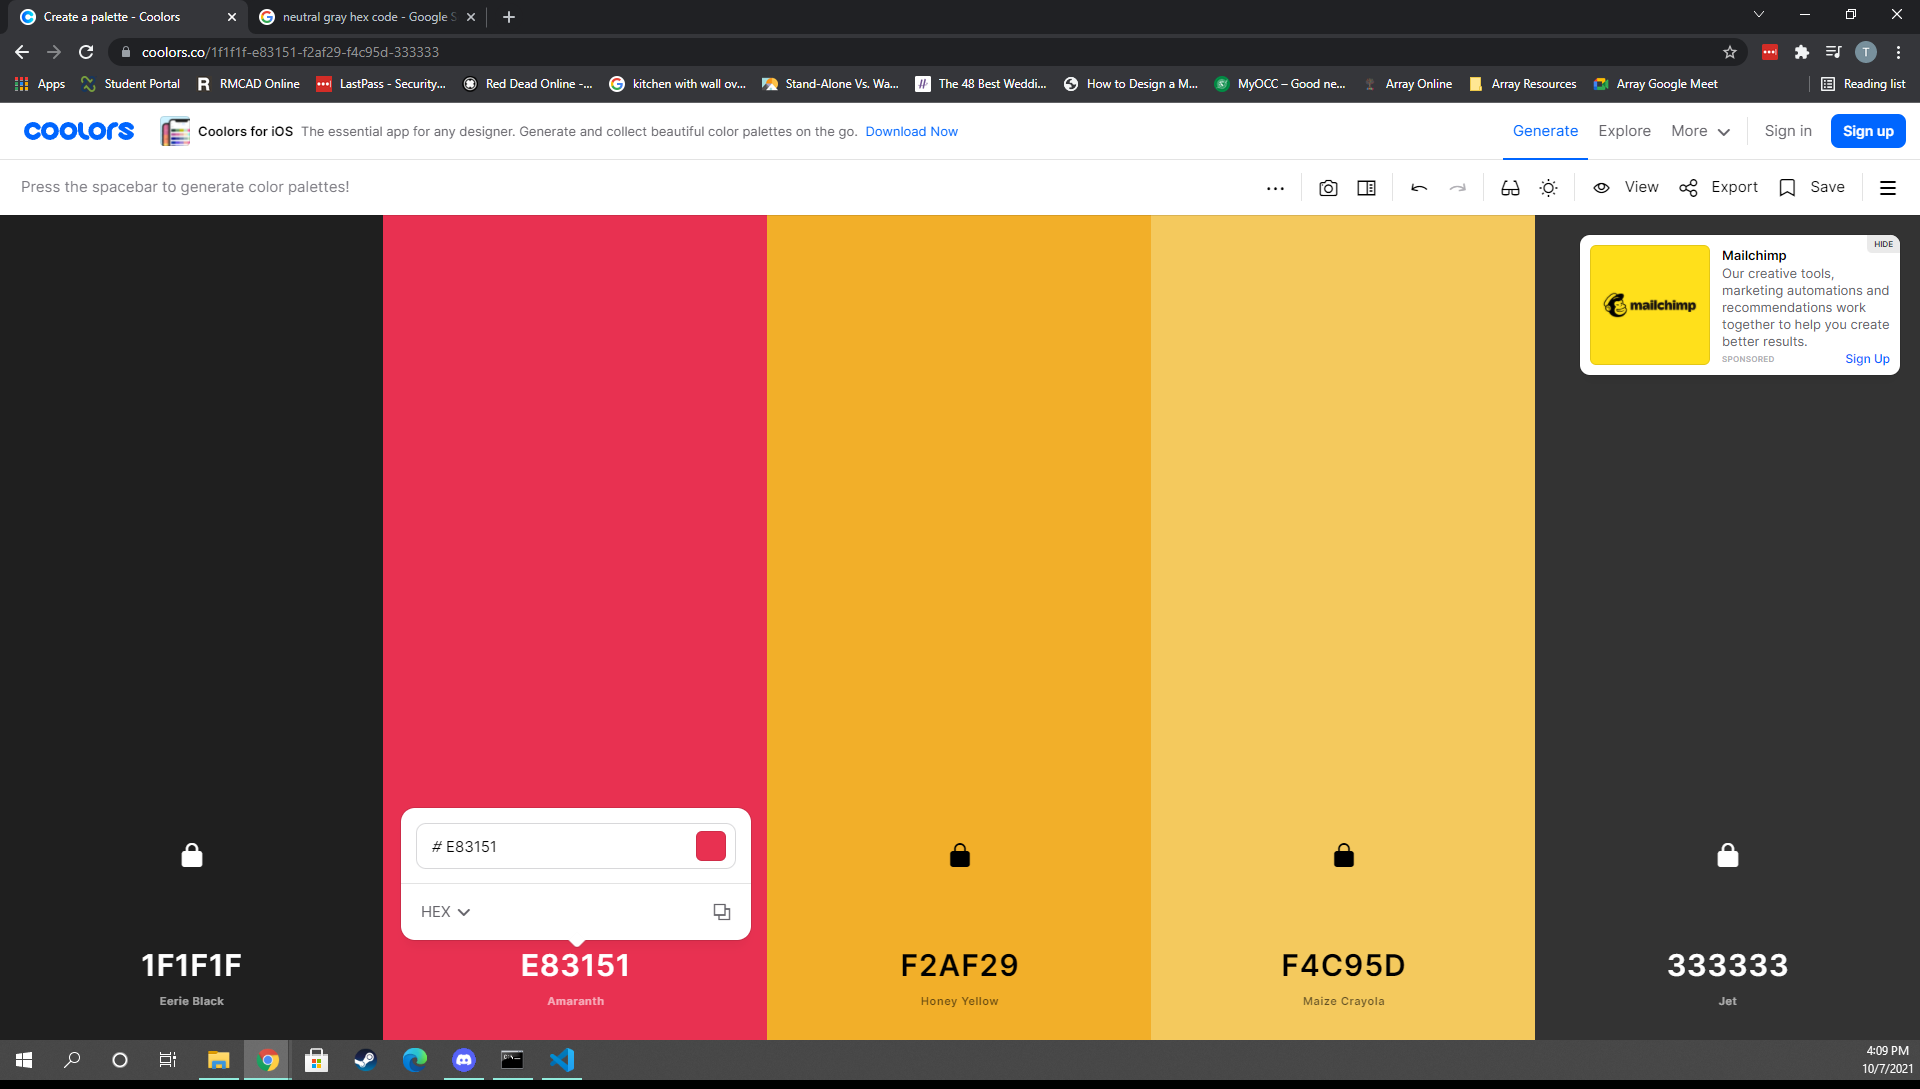 Create a palette - Coolors
neutral gray hex code - Google S
coolors.co/1f1f1f-e83151-f2af29-f4c95d-333333
T
Apps
Student Portal
RMCAD Online
LastPass - Security...
Red Dead Online -...
kitchen with wall ov...
Stand-Alone Vs. Wa...
The 48 Best Weddi...
How to Design a M...
MyOCC – Good ne...
Array Online
Array Resources
Array Google Meet
Reading list
coolors
Coolors for iOS The essential app for any designer. Generate and collect beautiful color palettes on the go. Download Now
Generate
Explore
More
Sign in
Sign up
Press the spacebar to generate color palettes!
View
Export
Save
HIDE
mailchimp
Mailchimp
Our creative tools,
marketing automations and
recommendations work
together to help you create
better results.
SPONSORED
Sign Up
# E83151
HEX
1F1F1F
Eerie Black
E83151
Amaranth
F2AF29
Honey Yellow
F4C95D
Maize Crayola
333333
Jet
4:09 PM
10/7/2021